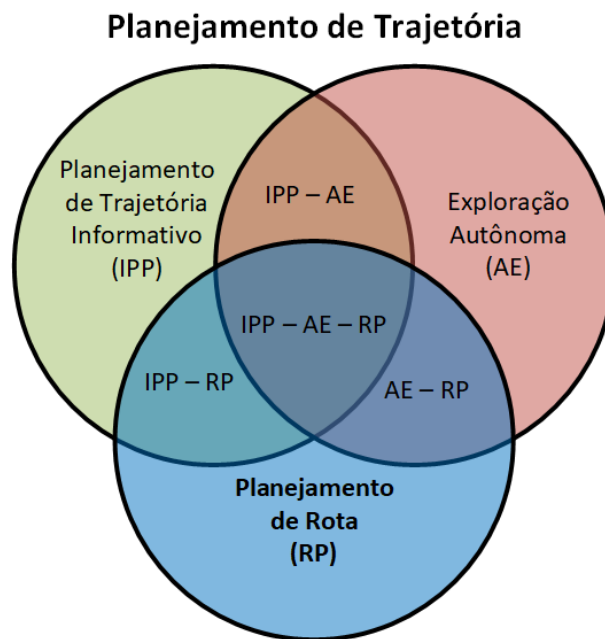 Planejamento de Trajetória
Planejamento
de Trajetória
Informativo
(IPP)
IPP – AE
Exploração
Autônoma
(AE)
IPP – AE – RP
IPP – RP
AE – RP
Planejamento
de Rota
(RP)